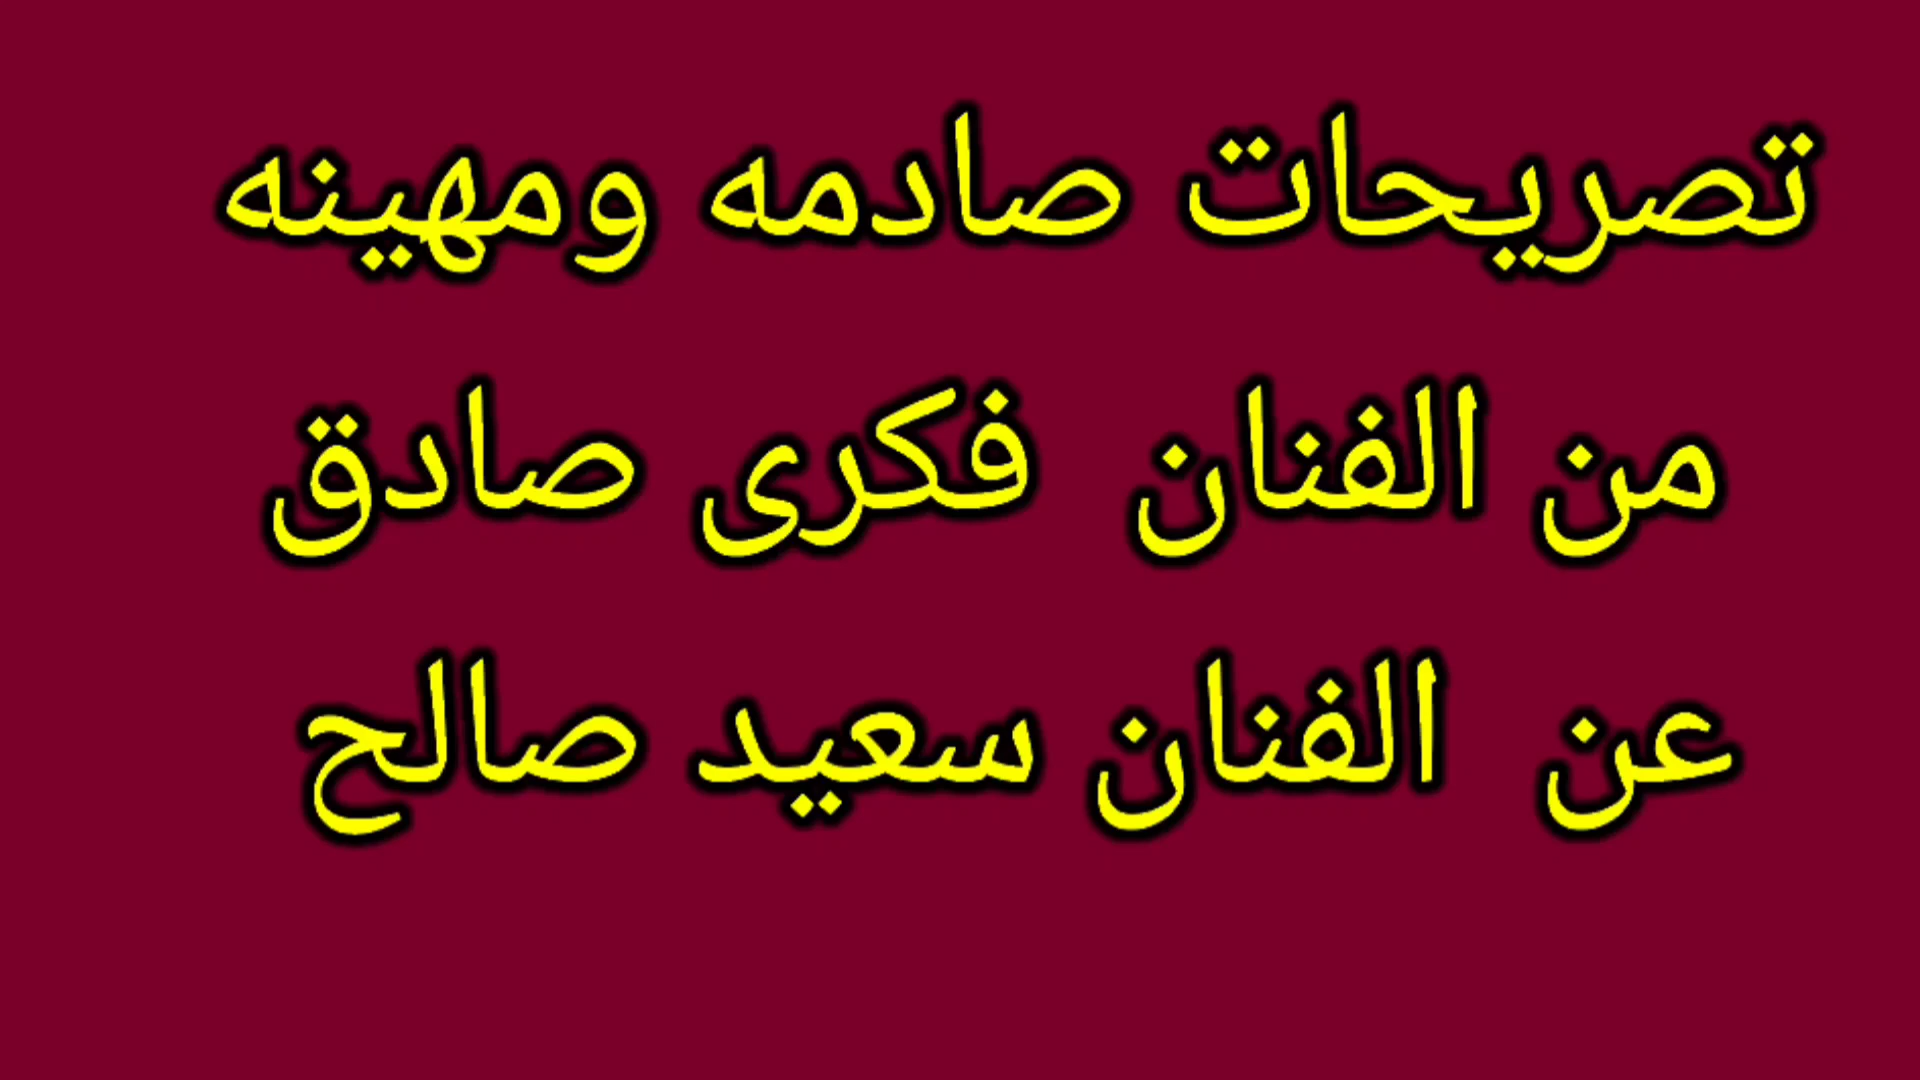 تصريحات صادمه ومهينه
من الفنان فكرى صادق
عن الفنان سعيد صالح